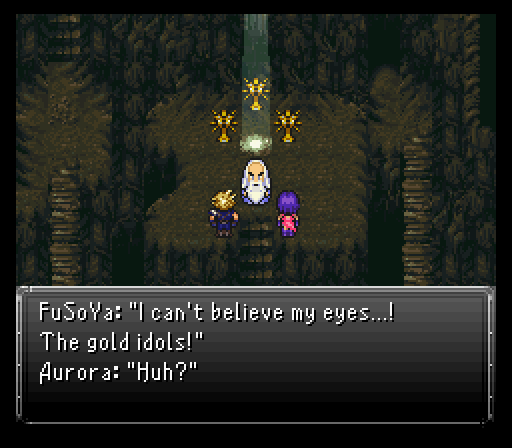 FuSoYa: "I can't believe my eyes...!
The gold idols!"
Aurora: "Huh?"